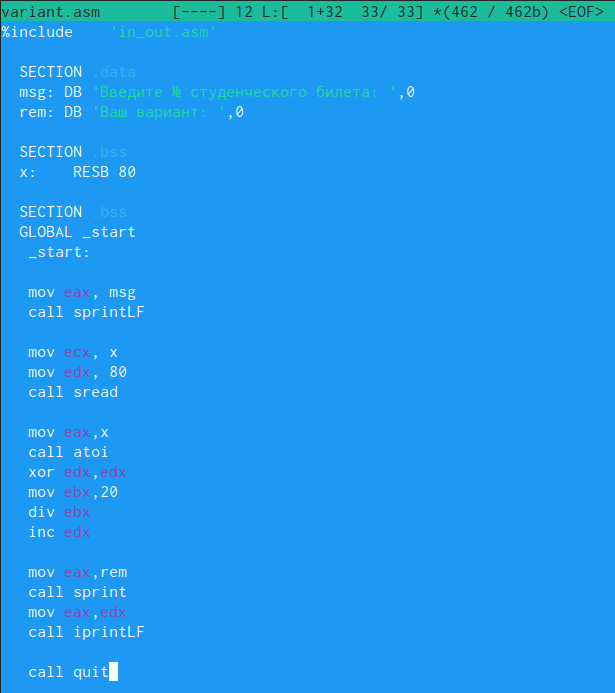 variant.asm [----] 12 L:[ 1+32 33/ 33] *(462 / 462b) <EOF>
%include 'in_out.asm'
SECTION .data
msg: DB 'Введите № студенческого билета: ',0
rem: DB 'Ваш вариант: ',0
SECTION .bss
x: RESB 80
SECTION .bss
GLOBAL _start
_start:
mov eax, msg
call sprintLF
mov ecx, x
mov edx, 80
call sread
mov eax,x
call atoi
xor edx,edx
mov ebx,20
div ebx
inc edx
mov eax,rem
call sprint
mov eax,edx
call iprintLF
call quit